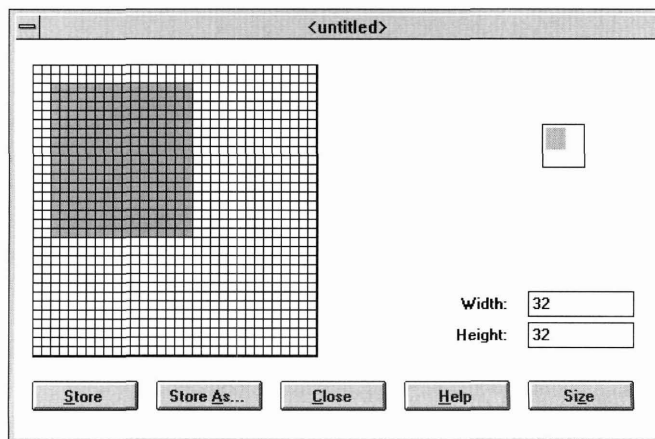 <untitled>
Width: 32
Height: 32
Store Store As... Close Help Size